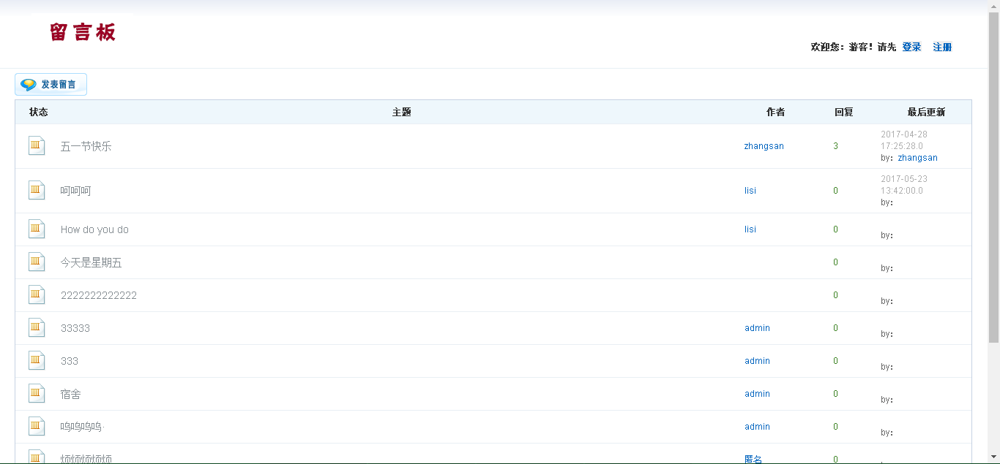 留言板
欢迎您：游客！请先 登录 注册
发表留言
状态 主题 作者 回复 最后更新
五一节快乐 zhangsan 3 2017-04-28 17:25:28.0
by：zhangsan
呵呵呵 lisi 0 2017-05-23 13:42:00.0
by：
How do you do lisi 0
by：
今天是星期五 0
by：
2222222222222 0
by：
33333 admin 0
by：
333 admin 0
by：
宿舍 admin 0
by：
呜呜呜呜· admin 0
by：
烦烦烦烦烦 匿名 0